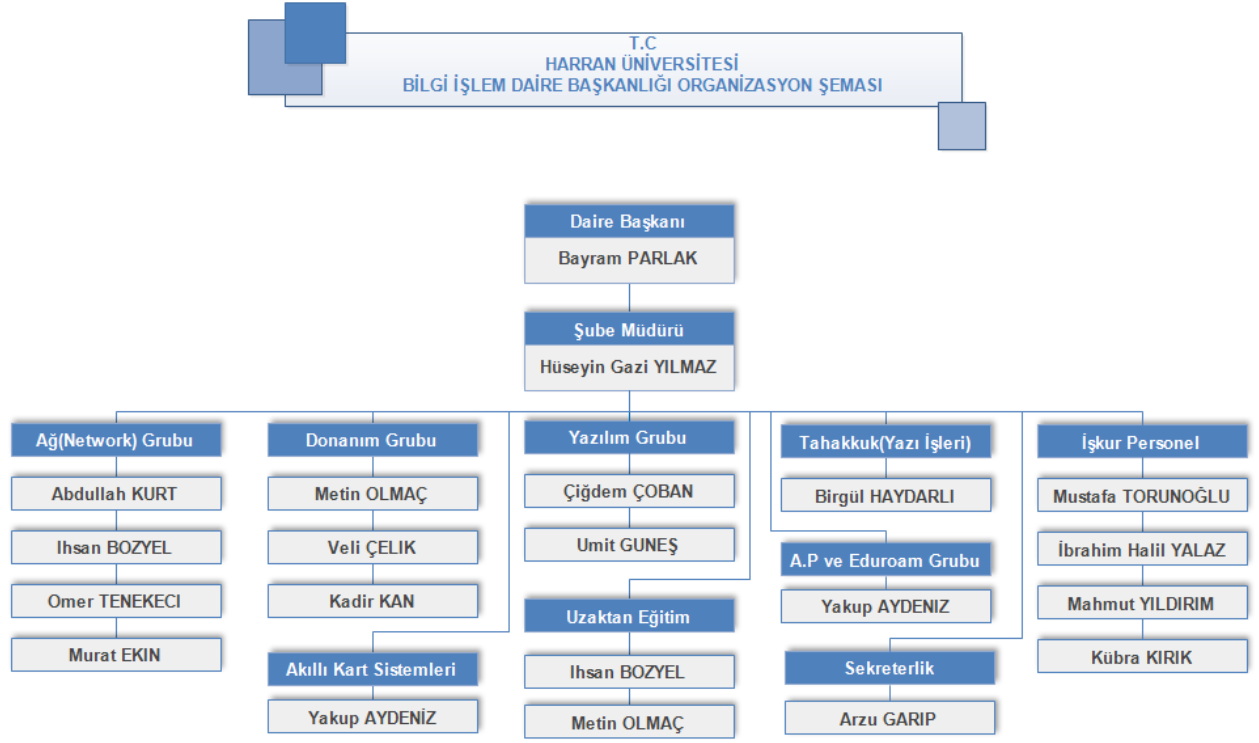 T.C
HARRAN ÜNİVERSİTESİ
BİLGİ İŞLEM DAİRE BAŞKANLIĞI ORGANİZASYON ŞEMASI
Daire Başkanı
Bayram PARLAK
Şube Müdürü
Hüseyin Gazi YILMAZ
Ağ(Network) Grubu
Abdullah KURT
Ihsan BOZYEL
Omer TENEKECI
Murat EKIN
Donanım Grubu
Metin OLMAÇ
Veli ÇELIK
Kadir KAN
Akıllı Kart Sistemleri
Yakup AYDENİZ
Yazılım Grubu
Çiğdem ÇOBAN
Umit GUNEŞ
Uzaktan Eğitim
Ihsan BOZYEL
Metin OLMAÇ
Tahakkuk(Yazı İşleri)
Birgül HAYDARLI
A.P ve Eduroam Grubu
Yakup AYDENIZ
Sekreterlik
Arzu GARIP
İşkur Personel
Mustafa TORUNOĞLU
İbrahim Halil YALAZ
Mahmut YILDIRIM
Kübra KIRIK